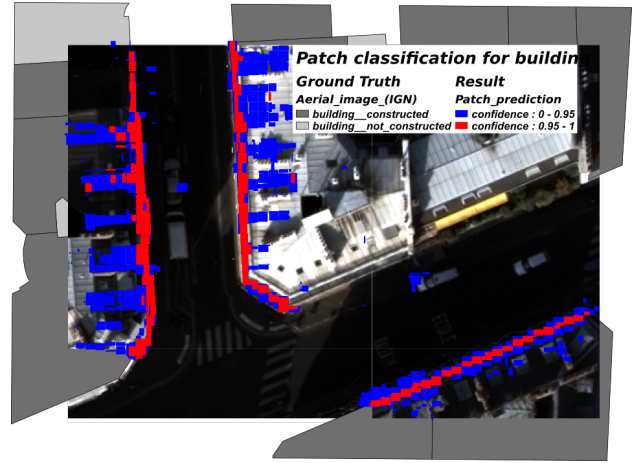 Patch classification for building
Ground Truth Result
Aerial_image_(IGN) Patch_prediction
building__constructed confidence : 0 - 0.95
building__not_constructed confidence : 0.95 - 1
ECOLE